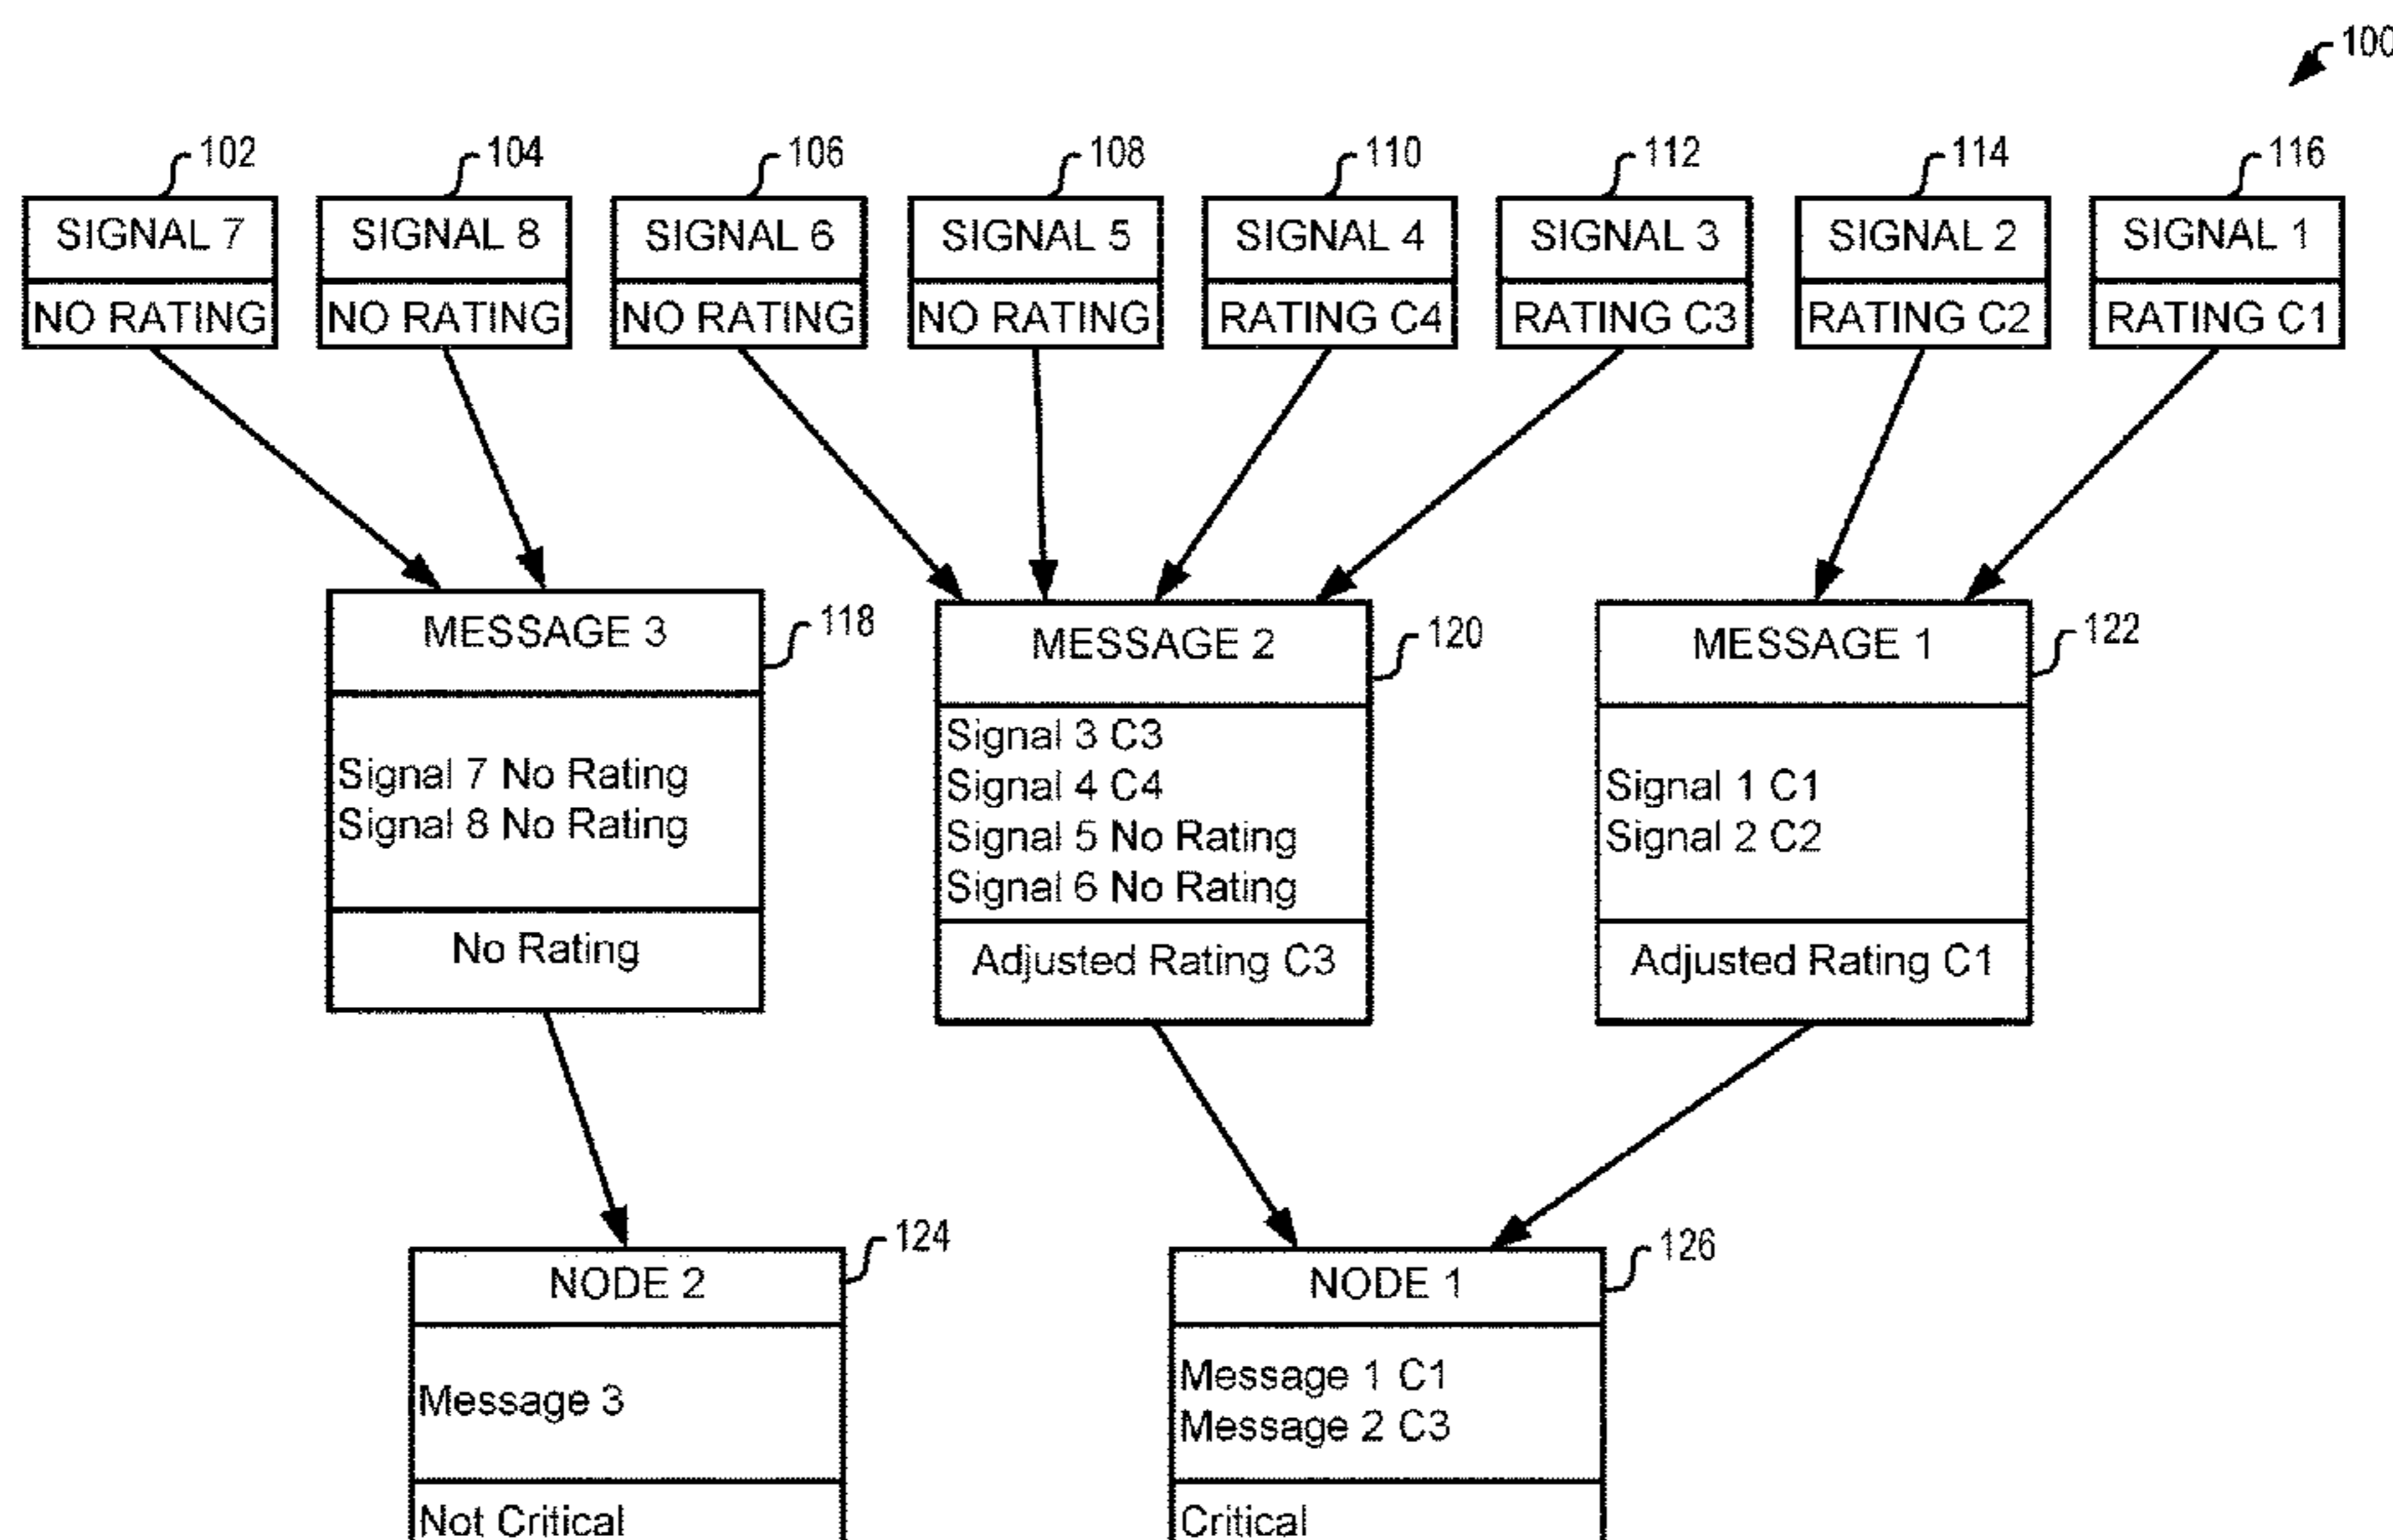 100
102
104
106
108
110
112
114
116
SIGNAL 7
SIGNAL 8
SIGNAL 6
SIGNAL 5
SIGNAL 4
SIGNAL 3
SIGNAL 2
SIGNAL 1
NO RATING
NO RATING
NO RATING
NO RATING
RATING C4
RATING C3
RATING C2
RATING C1
MESSAGE 3
118
Signal 7 No Rating
Signal 8 No Rating
No Rating
MESSAGE 2
120
Signal 3 C3
Signal 4 C4
Signal 5 No Rating
Signal 6 No Rating
Adjusted Rating C3
MESSAGE 1
122
Signal 1 C1
Signal 2 C2
Adjusted Rating C1
NODE 2
124
Message 3
Not Critical
NODE 1
126
Message 1 C1
Message 2 C3
Critical